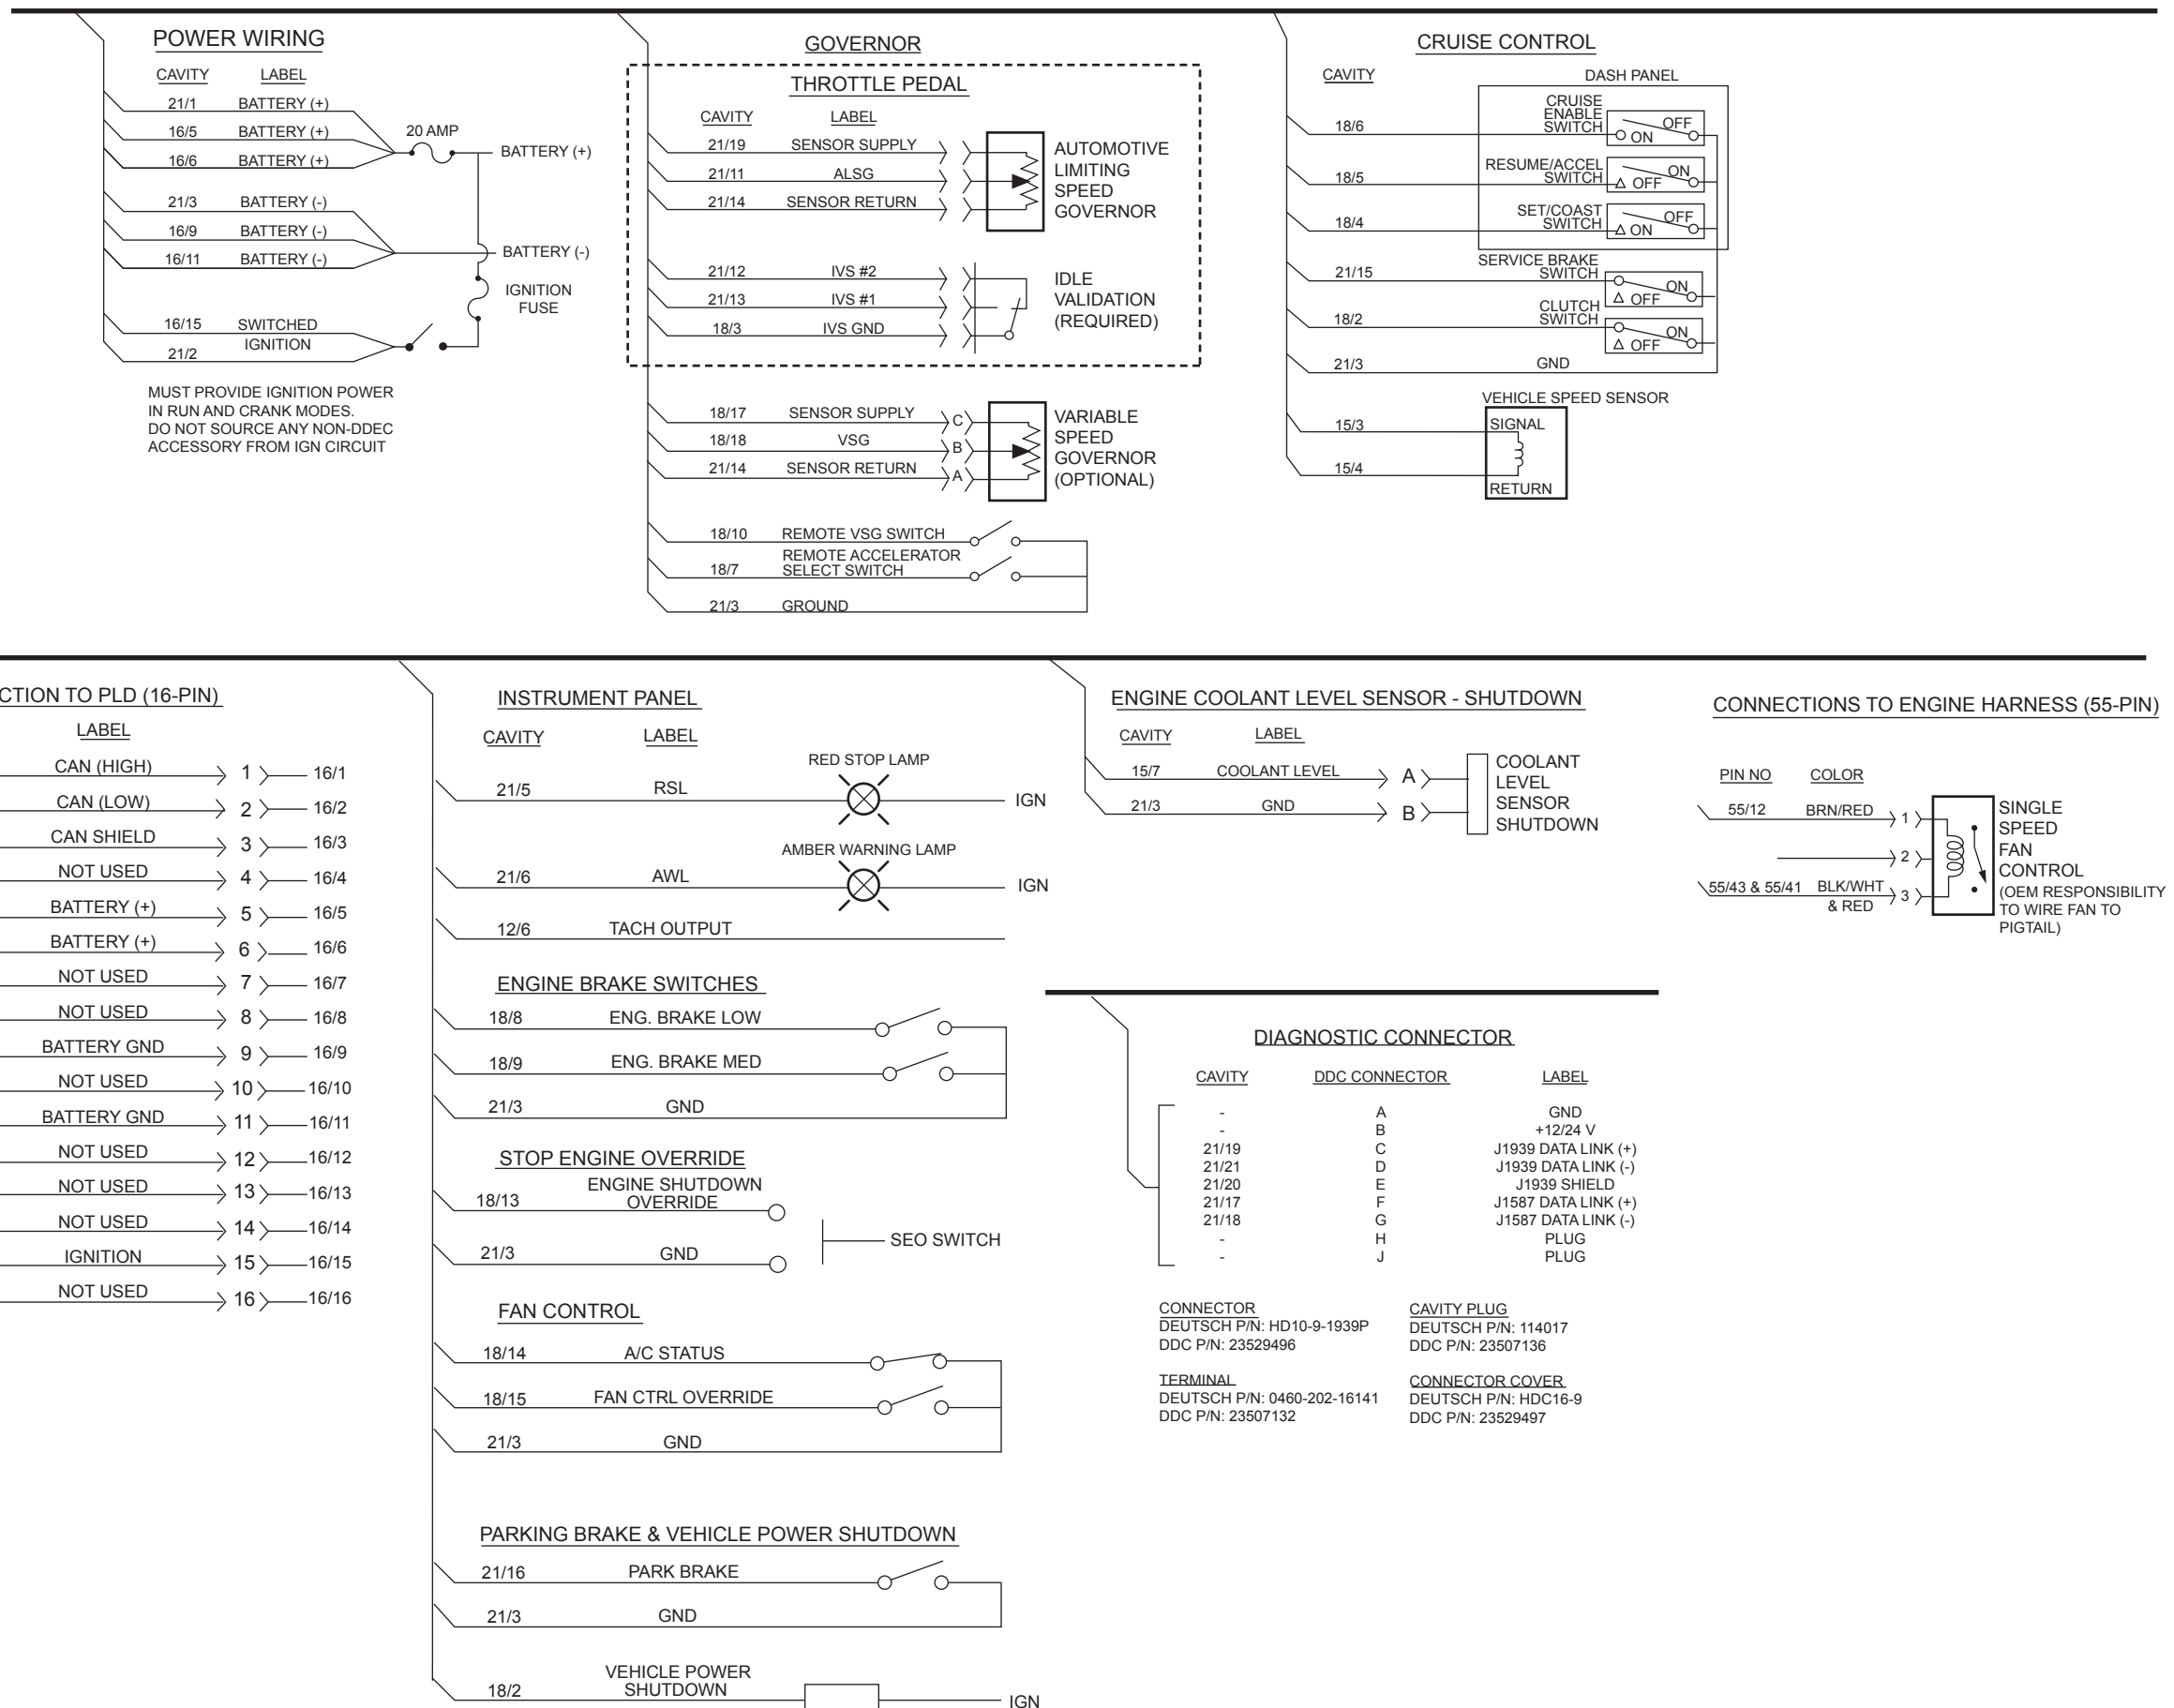 POWER WIRING
CAVITY LABEL
21/1 BATTERY (+)
16/5 BATTERY (+)
16/6 BATTERY (+)
20 AMP
BATTERY (+)
21/3 BATTERY (-)
16/9 BATTERY (-)
16/11 BATTERY (-)
BATTERY (-)
IGNITION
FUSE
16/15 SWITCHED
IGNITION
21/2
MUST PROVIDE IGNITION POWER
IN RUN AND CRANK MODES.
DO NOT SOURCE ANY NON-DDEC
ACCESSORY FROM IGN CIRCUIT
GOVERNOR
THROTTLE PEDAL
CAVITY LABEL
21/19 SENSOR SUPPLY
21/11 ALSG
21/14 SENSOR RETURN
AUTOMOTIVE
LIMITING
SPEED
GOVERNOR
21/12 IVS #2
21/13 IVS #1
18/3 IVS GND
IDLE
VALIDATION
(REQUIRED)
18/17 SENSOR SUPPLY C
18/18 VSG B
21/14 SENSOR RETURN A
VARIABLE
SPEED
GOVERNOR
(OPTIONAL)
18/10 REMOTE VSG SWITCH
REMOTE ACCELERATOR
18/7 SELECT SWITCH
21/3 GROUND
CRUISE CONTROL
CAVITY
DASH PANEL
CRUISE
ENABLE
18/6 SWITCH ON OFF
RESUME/ACCEL
18/5 SWITCH OFF ON
SET/COAST
18/4 SWITCH ON OFF
SERVICE BRAKE
21/15 SWITCH OFF ON
CLUTCH
18/2 SWITCH OFF ON
21/3 GND
VEHICLE SPEED SENSOR
15/3 SIGNAL
15/4 RETURN
CTION TO PLD (16-PIN)
LABEL
CAN (HIGH) 1 16/1
CAN (LOW) 2 16/2
CAN SHIELD 3 16/3
NOT USED 4 16/4
BATTERY (+) 5 16/5
BATTERY (+) 6 16/6
NOT USED 7 16/7
NOT USED 8 16/8
BATTERY GND 9 16/9
NOT USED 10 16/10
BATTERY GND 11 16/11
NOT USED 12 16/12
NOT USED 13 16/13
NOT USED 14 16/14
IGNITION 15 16/15
NOT USED 16 16/16
INSTRUMENT PANEL
CAVITY LABEL
RED STOP LAMP
21/5 RSL IGN
AMBER WARNING LAMP
21/6 AWL IGN
12/6 TACH OUTPUT
ENGINE BRAKE SWITCHES
18/8 ENG. BRAKE LOW
18/9 ENG. BRAKE MED
21/3 GND
STOP ENGINE OVERRIDE
ENGINE SHUTDOWN
18/13 OVERRIDE
21/3 GND
SEO SWITCH
FAN CONTROL
18/14 A/C STATUS
18/15 FAN CTRL OVERRIDE
21/3 GND
PARKING BRAKE & VEHICLE POWER SHUTDOWN
21/16 PARK BRAKE
21/3 GND
VEHICLE POWER
18/2 SHUTDOWN IGN
ENGINE COOLANT LEVEL SENSOR - SHUTDOWN
CAVITY LABEL
15/7 COOLANT LEVEL A
21/3 GND B
COOLANT
LEVEL
SENSOR
SHUTDOWN
CONNECTIONS TO ENGINE HARNESS (55-PIN)
PIN NO COLOR
55/12 BRN/RED 1
2
55/43 & 55/41 BLK/WHT 3
& RED
SINGLE
SPEED
FAN
CONTROL
(OEM RESPONSIBILITY
TO WIRE FAN TO
PIGTAIL)
DIAGNOSTIC CONNECTOR
CAVITY DDC CONNECTOR LABEL
- A GND
- B +12/24 V
21/19 C J1939 DATA LINK (+)
21/21 D J1939 DATA LINK (-)
21/20 E J1939 SHIELD
21/17 F J1587 DATA LINK (+)
21/18 G J1587 DATA LINK (-)
- H PLUG
- J PLUG
CONNECTOR
DEUTSCH P/N: HD10-9-1939P
DDC P/N: 23529496
CAVITY PLUG
DEUTSCH P/N: 114017
DDC P/N: 23507136
TERMINAL
DEUTSCH P/N: 0460-202-16141
DDC P/N: 23507132
CONNECTOR COVER
DEUTSCH P/N: HDC16-9
DDC P/N: 23529497